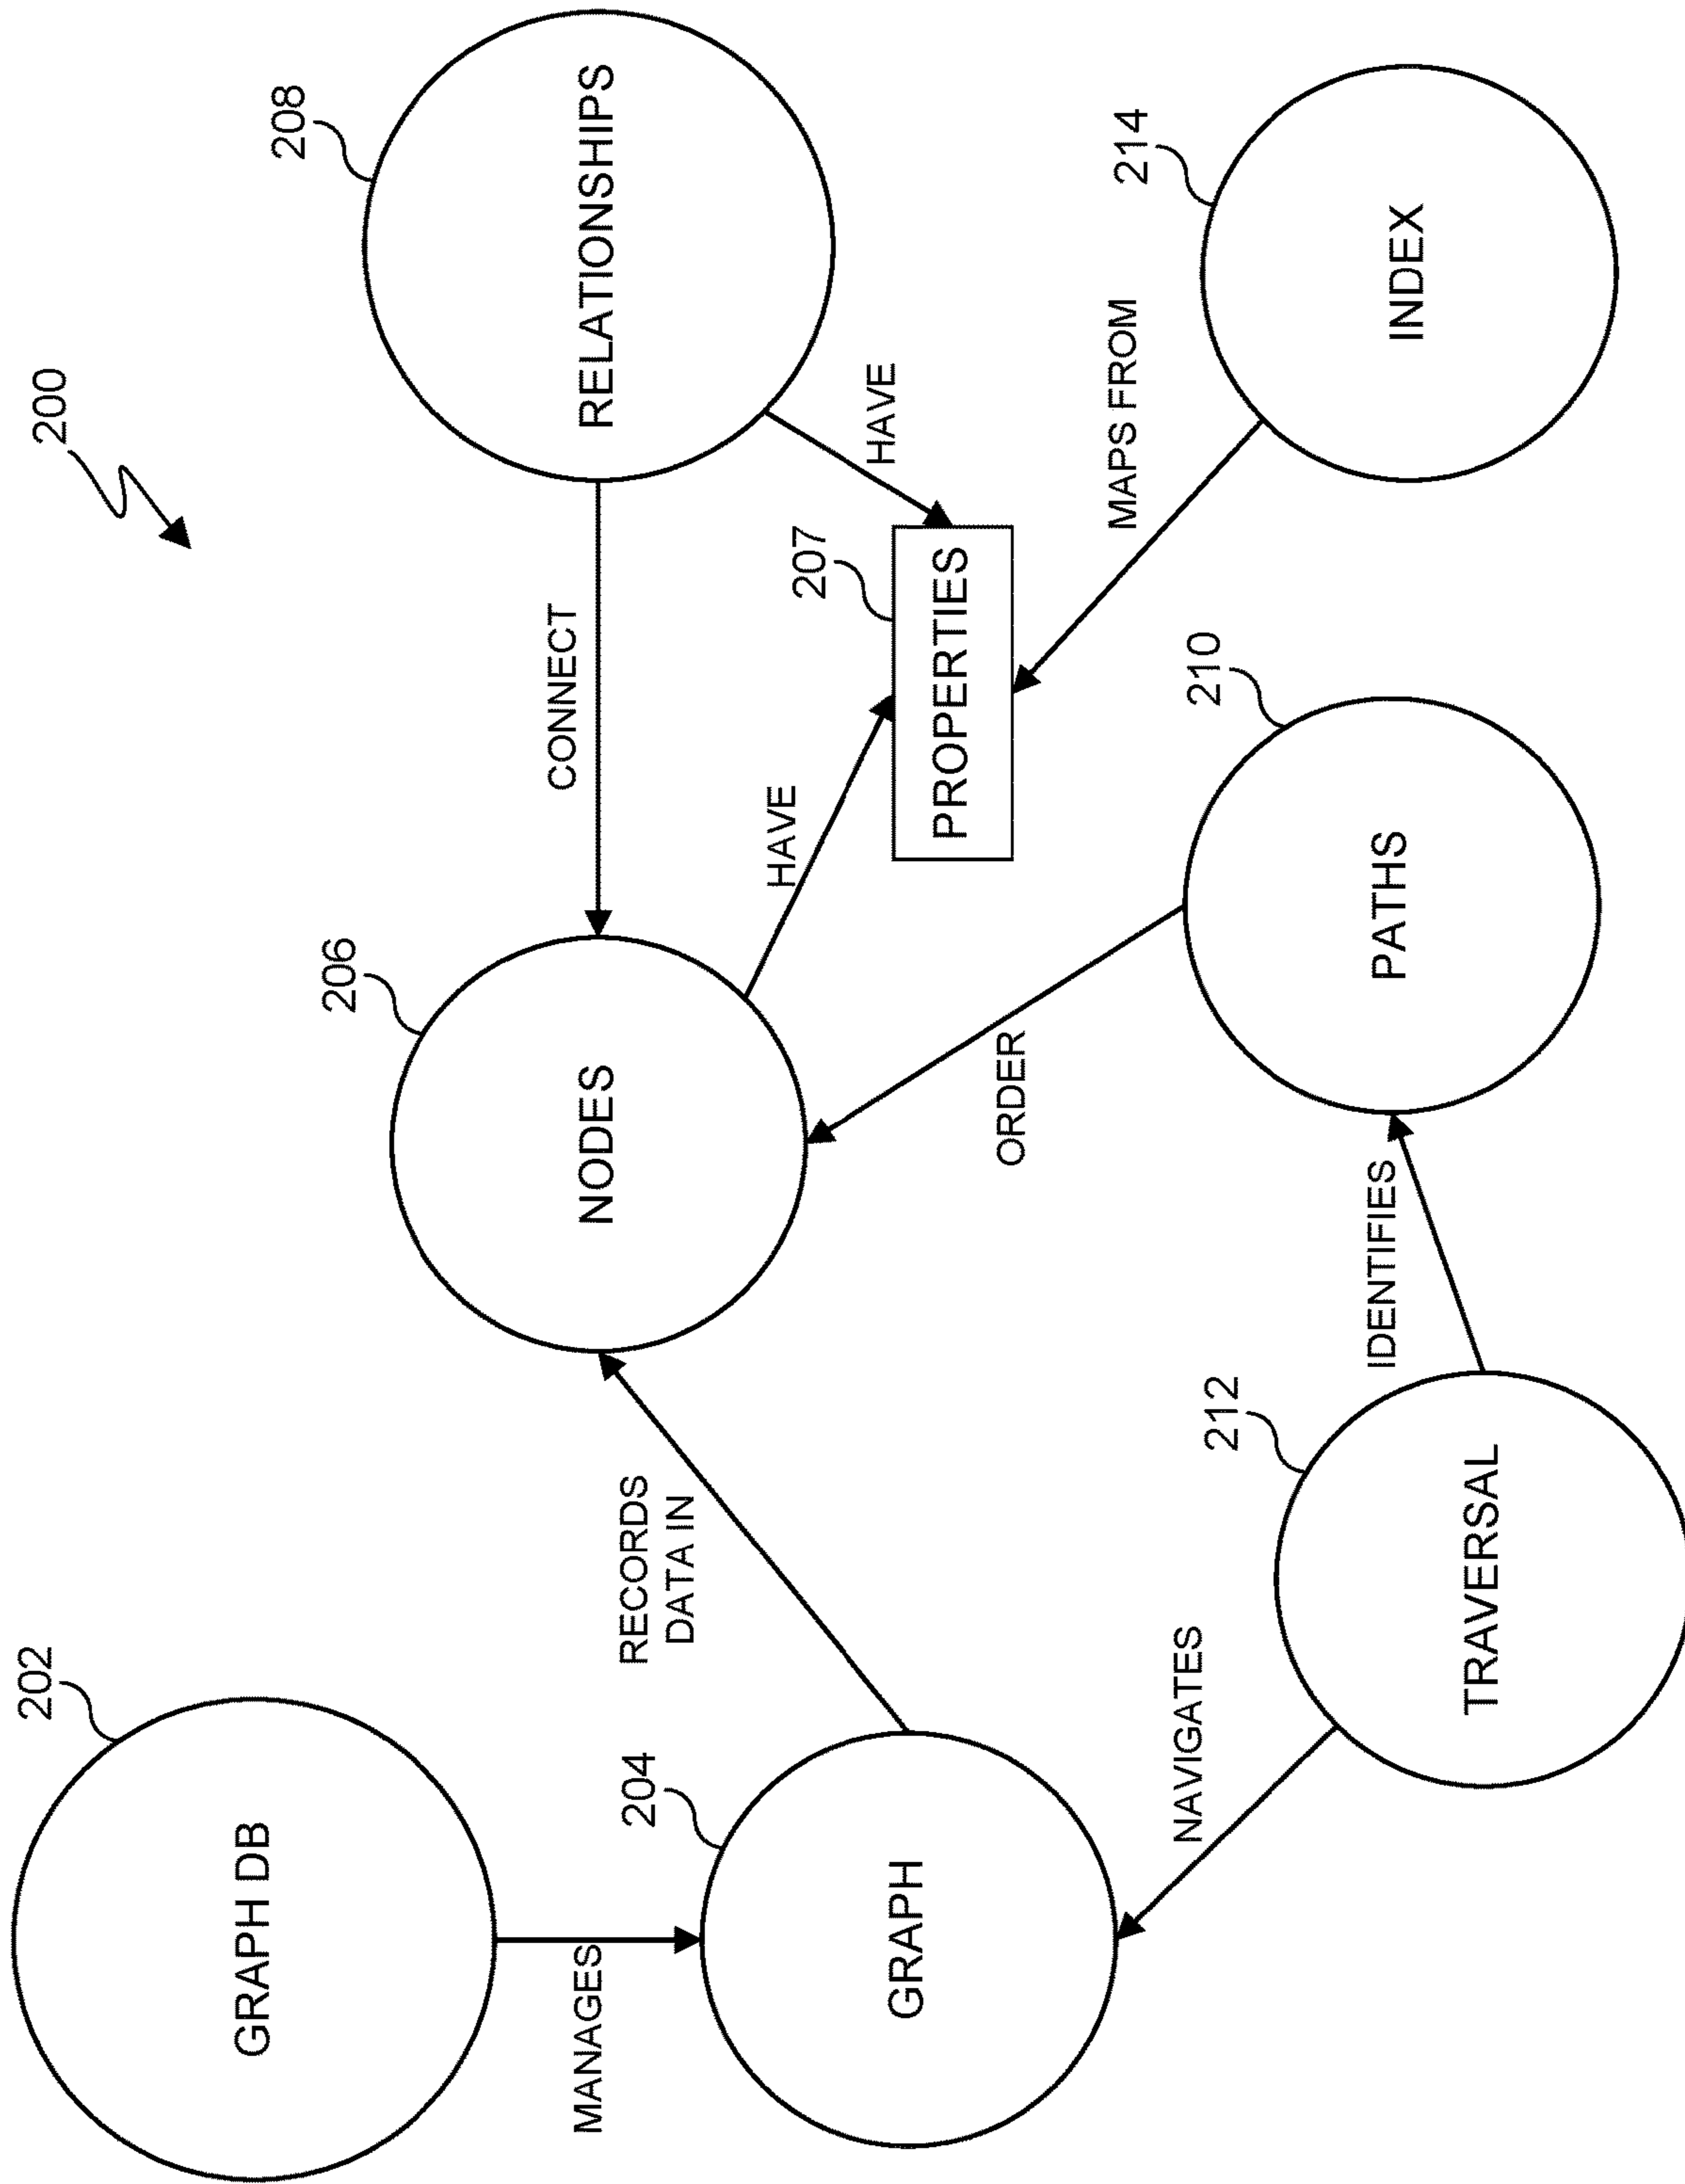 200
202
GRAPH DB
MANAGES
204
GRAPH
RECORDS
DATA IN
206
NODES
CONNECT
208
RELATIONSHIPS
HAVE
HAVE
207
PROPERTIES
MAPS FROM
214
INDEX
ORDER
210
PATHS
IDENTIFIES
212
TRAVERSAL
NAVIGATES